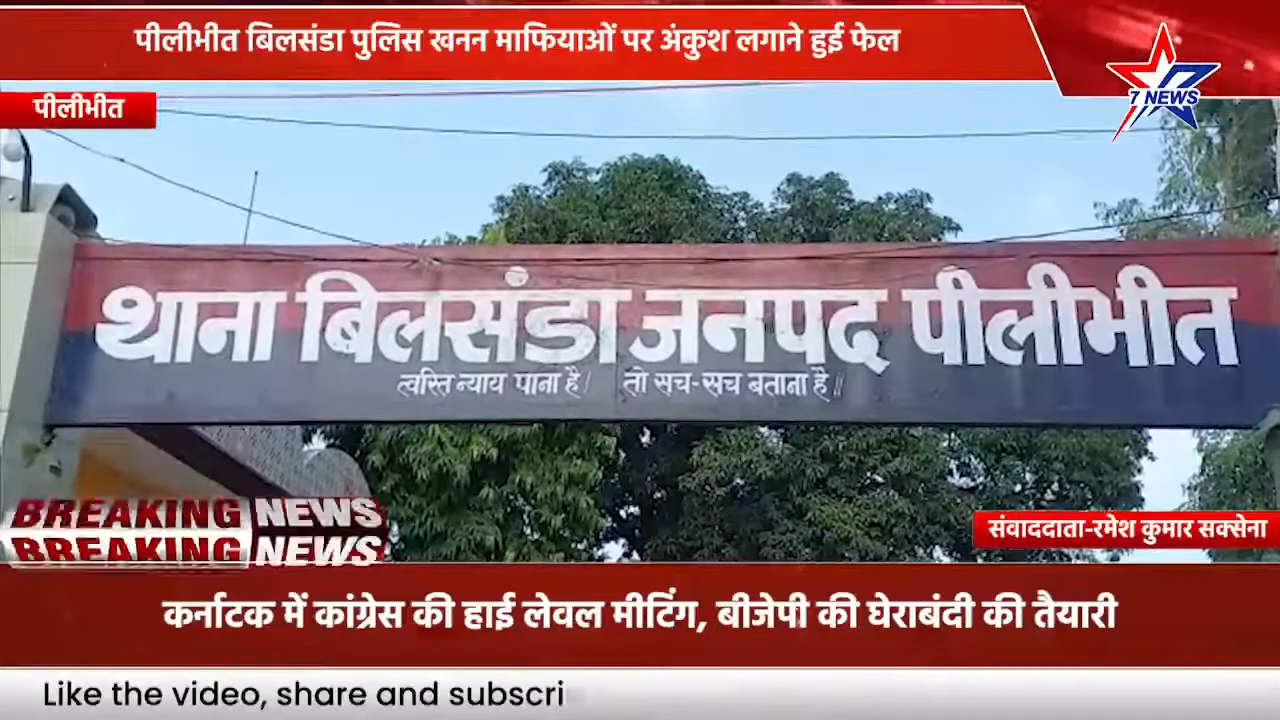 पीलीभीत बिलसंडा पुलिस खनन माफियाओं पर अंकुश लगाने हुई फेल
7 NEWS
पीलीभीत
थाना बिलसंडा जनपद पीलीभीत
त्वरित न्याय पाना है! तो सच-सच बताना है!!
BREAKING NEWS
BREAKING NEWS
संवाददाता-रमेश कुमार सक्सेना
कर्नाटक में कांग्रेस की हाई लेवल मीटिंग, बीजेपी की घेराबंदी की तैयारी
Like the video, share and subscri